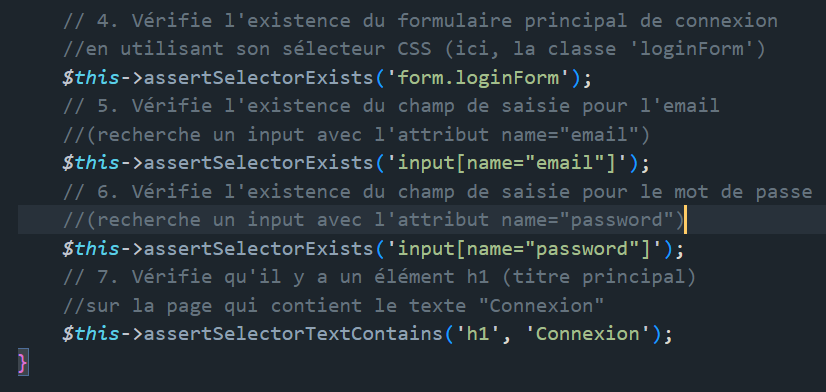 // 4. Vérifie l'existence du formulaire principal de connexion
//en utilisant son sélecteur CSS (ici, la classe 'loginForm')
$this->assertSelectorExists('form.loginForm');
// 5. Vérifie l'existence du champ de saisie pour l'email
//(recherche un input avec l'attribut name="email")
$this->assertSelectorExists('input[name="email"]');
// 6. Vérifie l'existence du champ de saisie pour le mot de passe
//(recherche un input avec l'attribut name="password")
$this->assertSelectorExists('input[name="password"]');
// 7. Vérifie qu'il y a un élément h1 (titre principal)
//sur la page qui contient le texte "Connexion"
$this->assertSelectorTextContains('h1', 'Connexion');
}